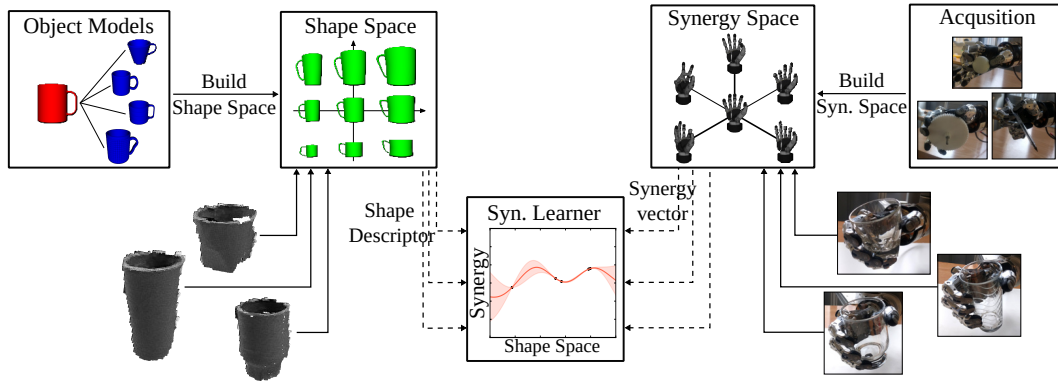 Object Models
Shape Space
Synergy Space
Acqusition
Build
Shape Space
Build
Syn. Space
Shape
Descriptor
Synergy
vector
Syn. Learner
Synergy
Shape Space